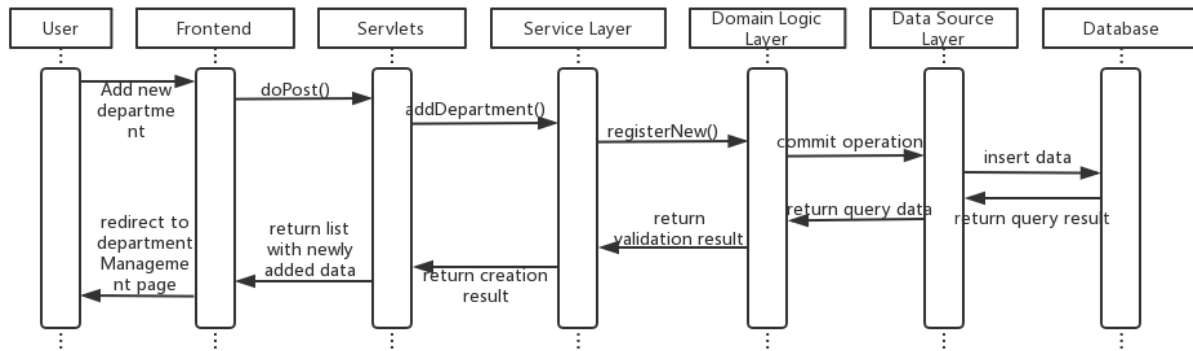 User
Frontend
Servlets
Service Layer
Domain Logic
Layer
Data Source
Layer
Database
Add new
departme
nt
doPost()
addDepartment()
registerNew()
commit operation
insert data
return query result
return query data
return
validation result
return creation
result
return list
with newly
added data
redirect to
department
Manageme
nt page